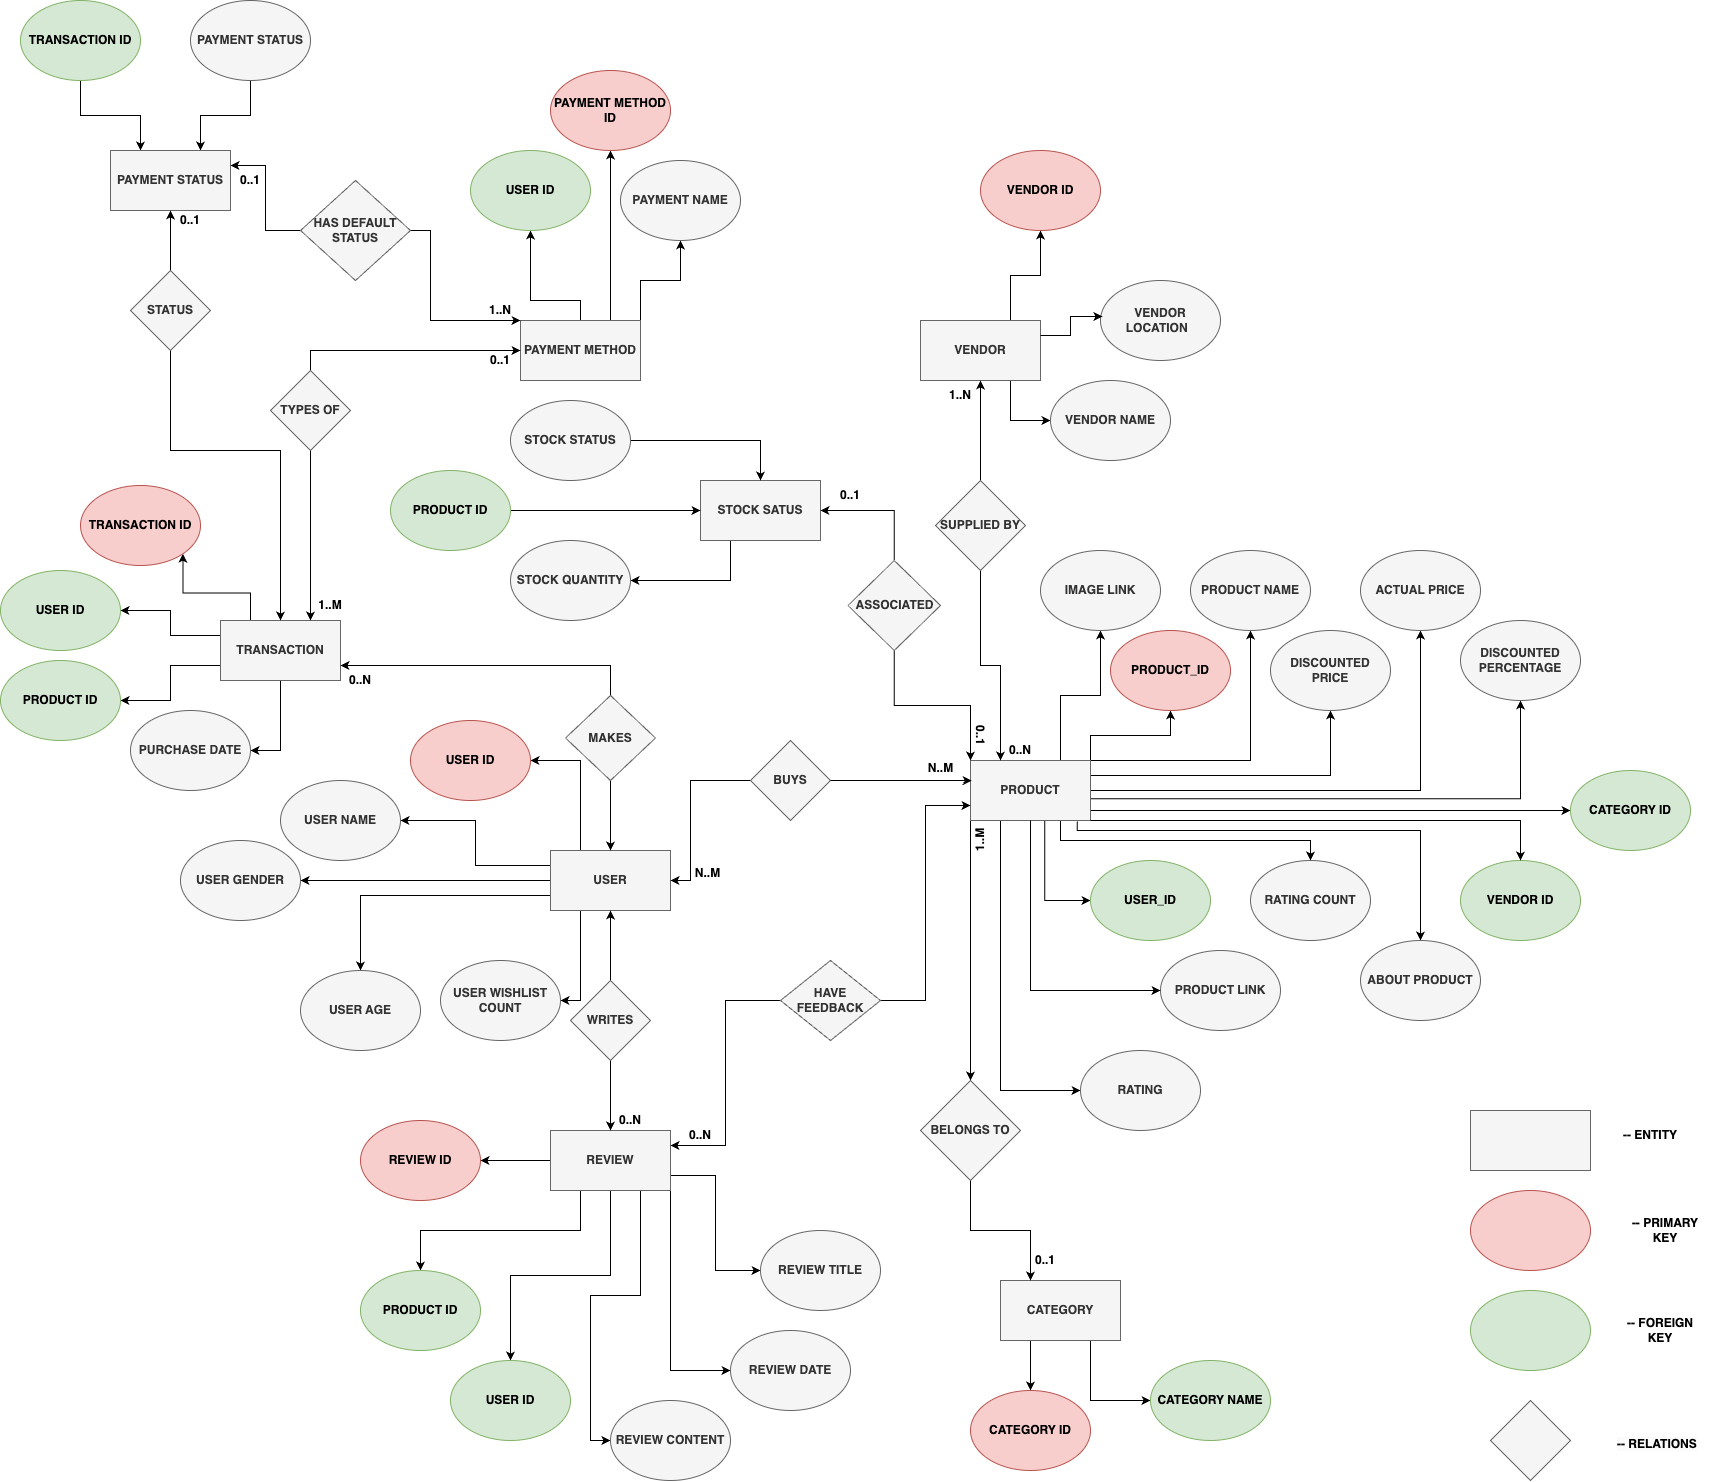 TRANSACTION ID
PAYMENT STATUS
PAYMENT METHOD
ID
PAYMENT STATUS
0..1
HAS DEFAULT
STATUS
USER ID
PAYMENT NAME
VENDOR ID
0..1
STATUS
1..N
PAYMENT METHOD
0..1
VENDOR
VENDOR
LOCATION
1..N
VENDOR NAME
TYPES OF
STOCK STATUS
PRODUCT ID
STOCK SATUS
0..1
SUPPLIED BY
TRANSACTION ID
STOCK QUANTITY
ASSOCIATED
IMAGE LINK
PRODUCT NAME
ACTUAL PRICE
USER ID
1..M
TRANSACTION
0..N
PRODUCT_ID
DISCOUNTED
PRICE
DISCOUNTED
PERCENTAGE
PRODUCT ID
PURCHASE DATE
MAKES
0..1
0..N
USER ID
BUYS
N..M
PRODUCT
CATEGORY ID
USER NAME
1..M
USER GENDER
USER
N..M
USER_ID
RATING COUNT
VENDOR ID
USER AGE
USER WISHLIST
COUNT
WRITES
HAVE
FEEDBACK
PRODUCT LINK
ABOUT PRODUCT
RATING
0..N
0..N
BELONGS TO
-- ENTITY
REVIEW ID
REVIEW
-- PRIMARY
KEY
REVIEW TITLE
0..1
PRODUCT ID
CATEGORY
-- FOREIGN
KEY
REVIEW DATE
USER ID
REVIEW CONTENT
CATEGORY ID
CATEGORY NAME
-- RELATIONS